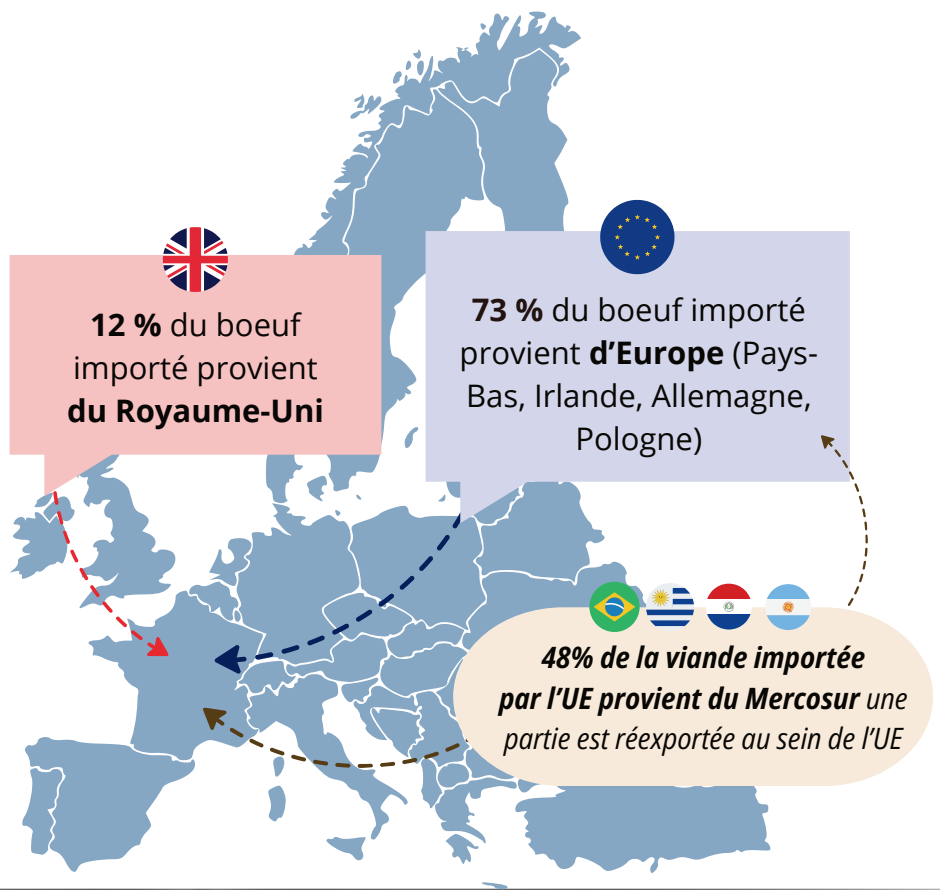 12 % du boeuf
importé provient
du Royaume-Uni
73 % du boeuf importé
provient d’Europe (Pays-
Bas, Irlande, Allemagne,
Pologne)
48% de la viande importée
par l’UE provient du Mercosur une
partie est réexportée au sein de l’UE